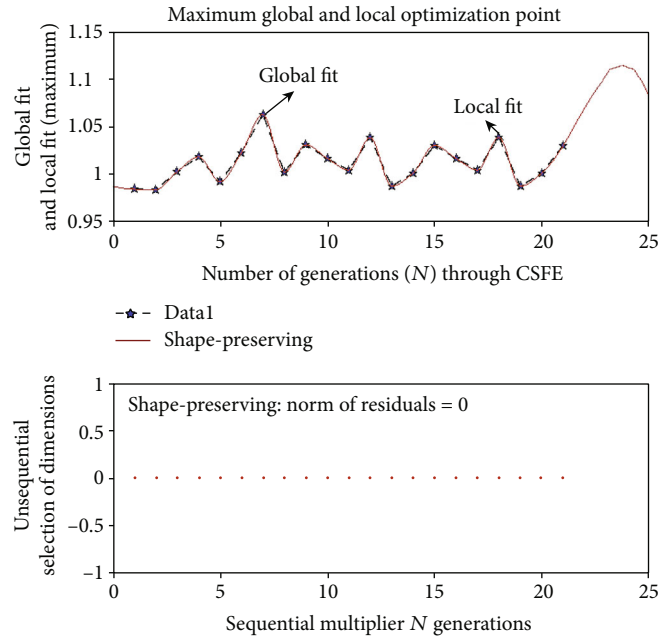 Maximum global and local optimization point
Global fit
and local fit (maximum)
1.15
1.1
1.05
1
0.95
Global fit
Local fit
0 5 10 15 20 25
Number of generations (N) through CSFE
Data1
Shape-preserving
Unsequential
selection of dimensions
1
0.5
0
−0.5
−1
Shape-preserving: norm of residuals = 0
0 5 10 15 20 25
Sequential multiplier N generations